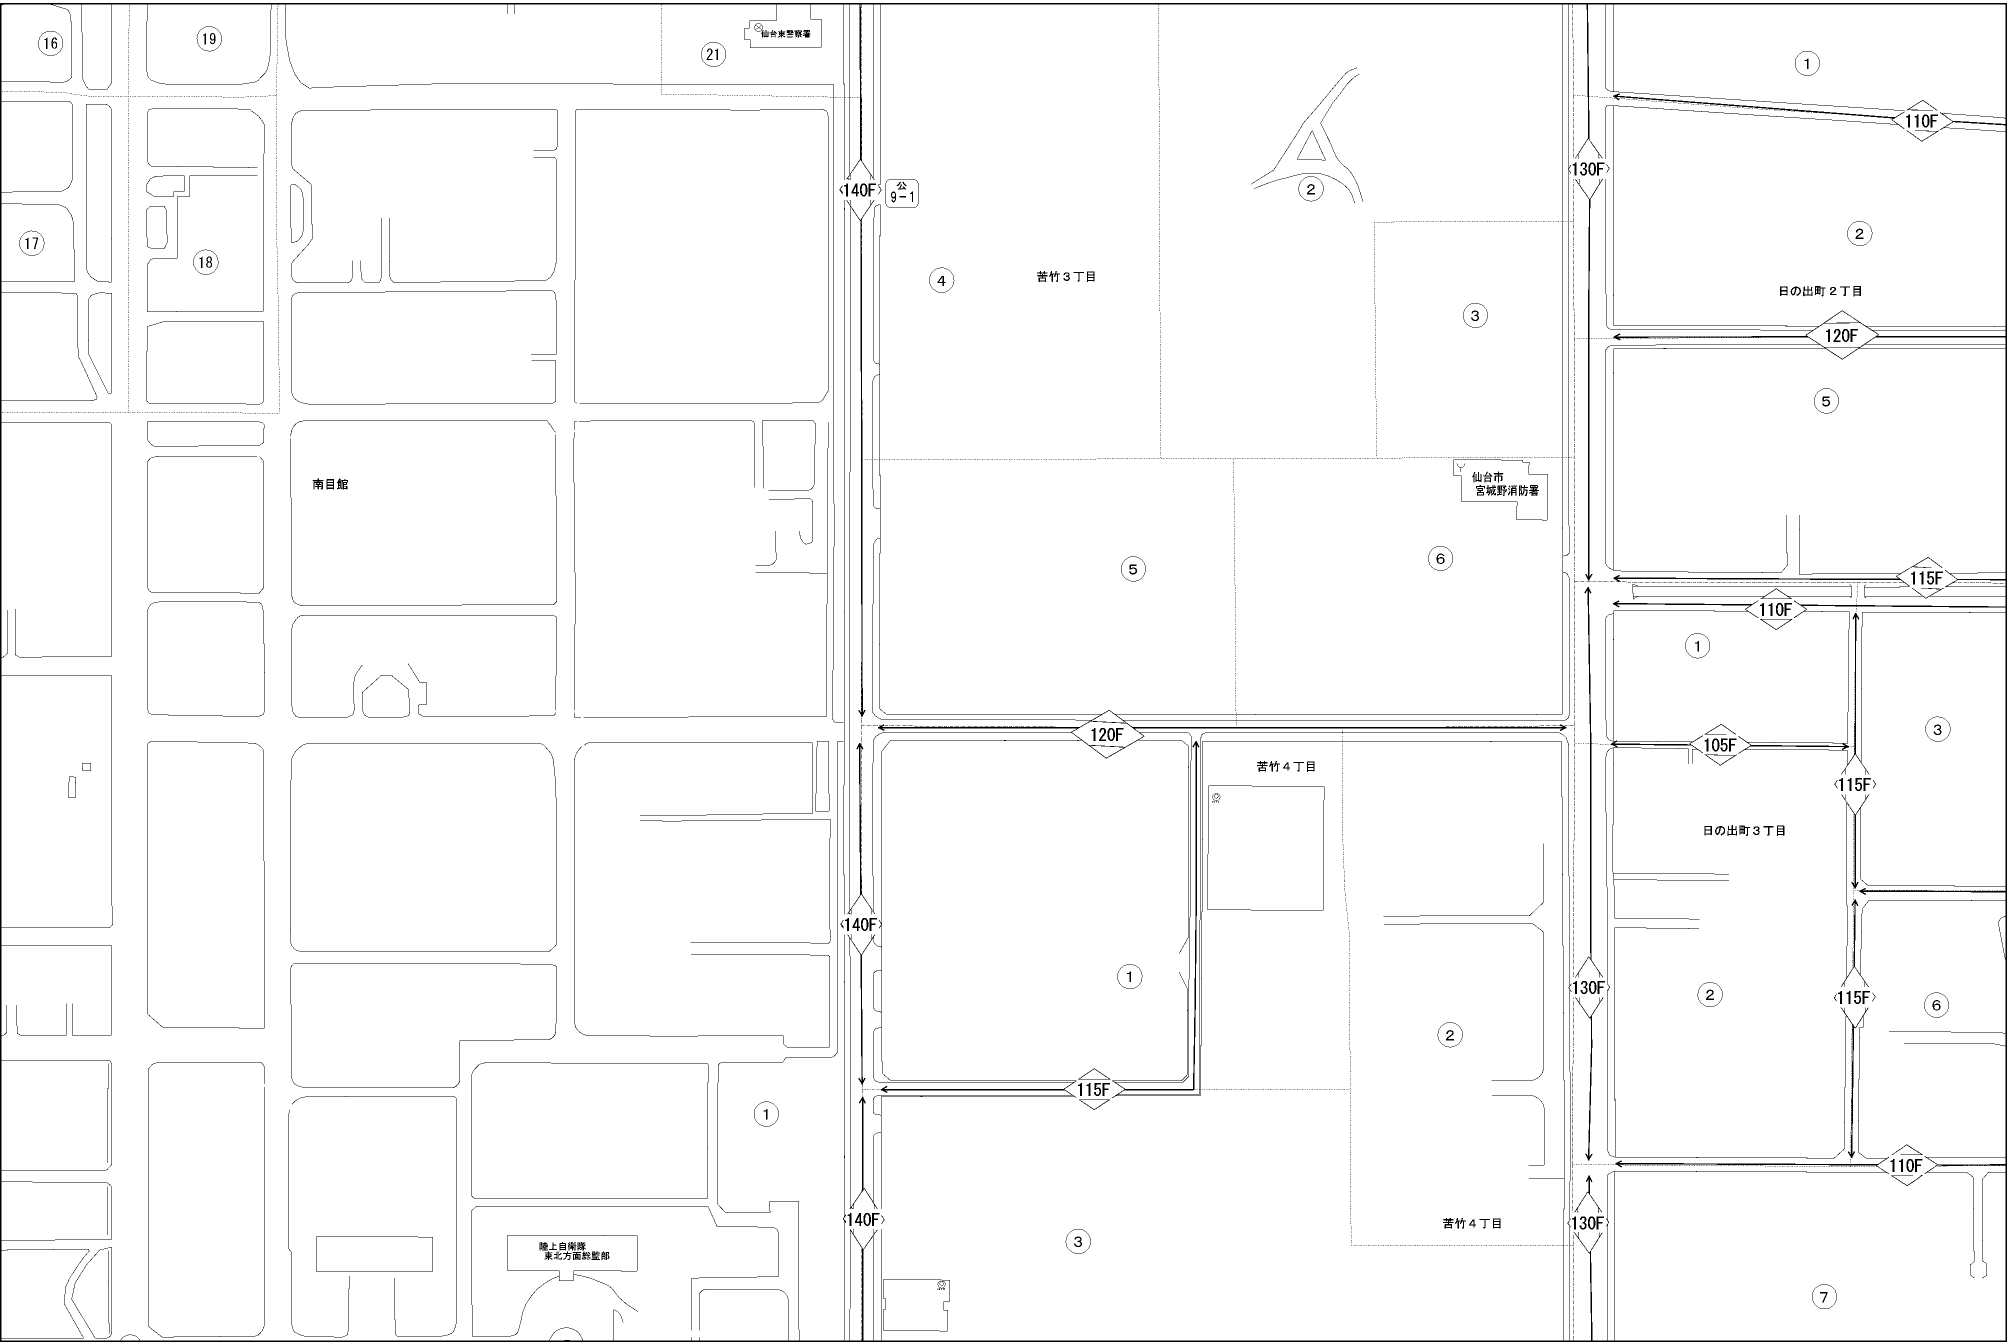 16
19
21
仙台東警察署
1
110F
130F
140F
公
9-1
2
17
18
2
4
苦竹3丁目
3
日の出町2丁目
120F
5
南目館
仙台市
宮城野消防署
5
6
115F
110F
1
3
120F
105F
苦竹4丁目
115F
日の出町3丁目
140F
1
130F
2
115F
6
2
115F
1
110F
140F
3
苦竹4丁目
130F
陸上自衛隊
東北方面総監部
7